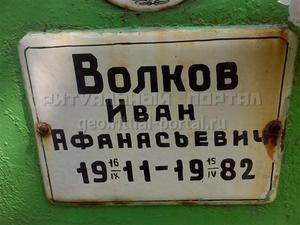 Волков
Иван
РИТУАЛЬНЫЙ ПОРТАЛ
Афанасьевич
georitual-portal.ru
19 16/IX 11-19 15/IV 82